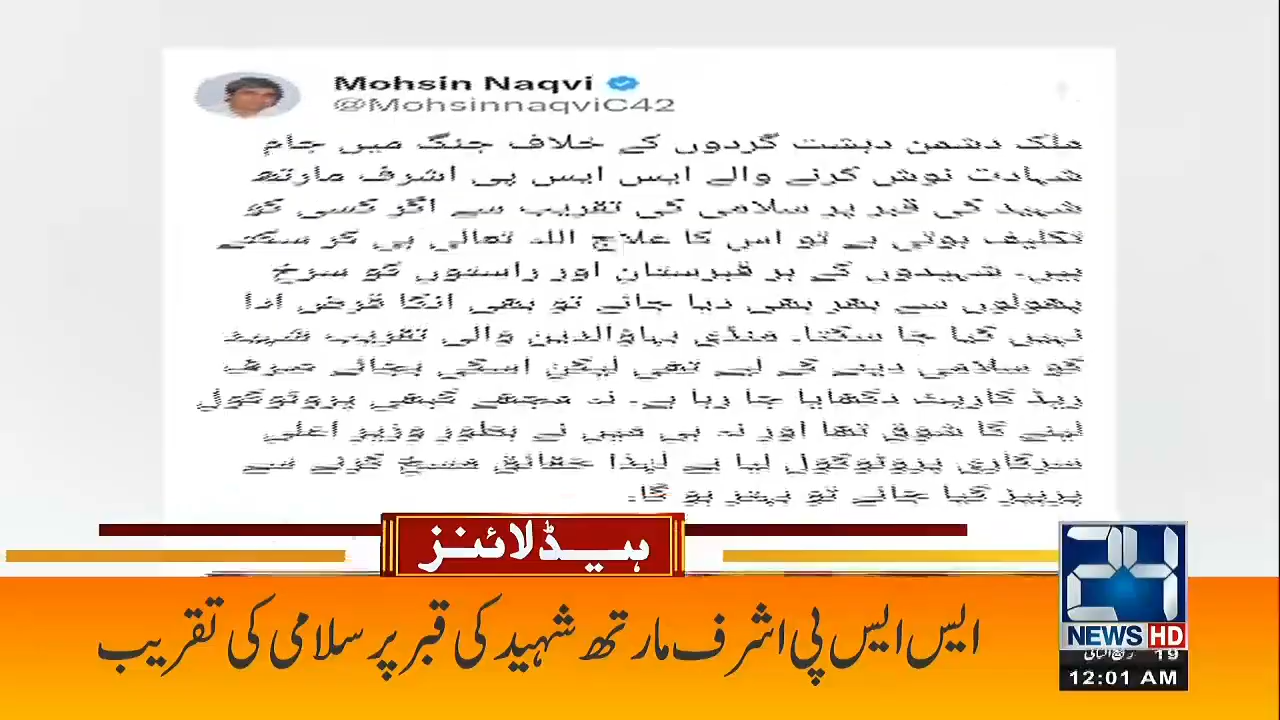 Mohsin Naqvi
@MohsinnaqviC42
ملک دشمن دہشت گردوں کے خلاف جنگ میں جام
شہادت نوش کرنے والے ایس ایس پی اشرف مارتھ
شہید کی قبر پر سلامی کی تقریب سے اگر کسی کو
تکلیف ہوئی ہے تو اس کا علاج اللہ تعالی ہی کر سکتے
ہیں۔ شہیدوں کے ہر قبرستان اور راستوں کو سرخ
پھولوں سے بھر بھی دیا جائے تو بھی انکا قرض ادا
نہیں کیا جا سکتا۔ منڈی بہاؤالدین والی تقریب شہید
کو سلامی دینے کے لیے تھی لیکن اسکی بجائے صرف
ریڈ کارپٹ دکھایا جا رہا ہے۔ نہ مجھے کبھی پروٹوکول
لینے کا شوق تھا اور نہ ہی میں نے بطور وزیر اعلی
سرکاری پروٹوکول لیا ہے لہذا حقائق مسخ کرنے سے
پرہیز کیا جائے تو بہتر ہو گا۔
ہیڈلائنز
ایس ایس پی اشرف مارتھ شہید کی قبر پر سلامی کی تقریب
24
NEWS HD
19 ربیع الثانی
12:01 AM